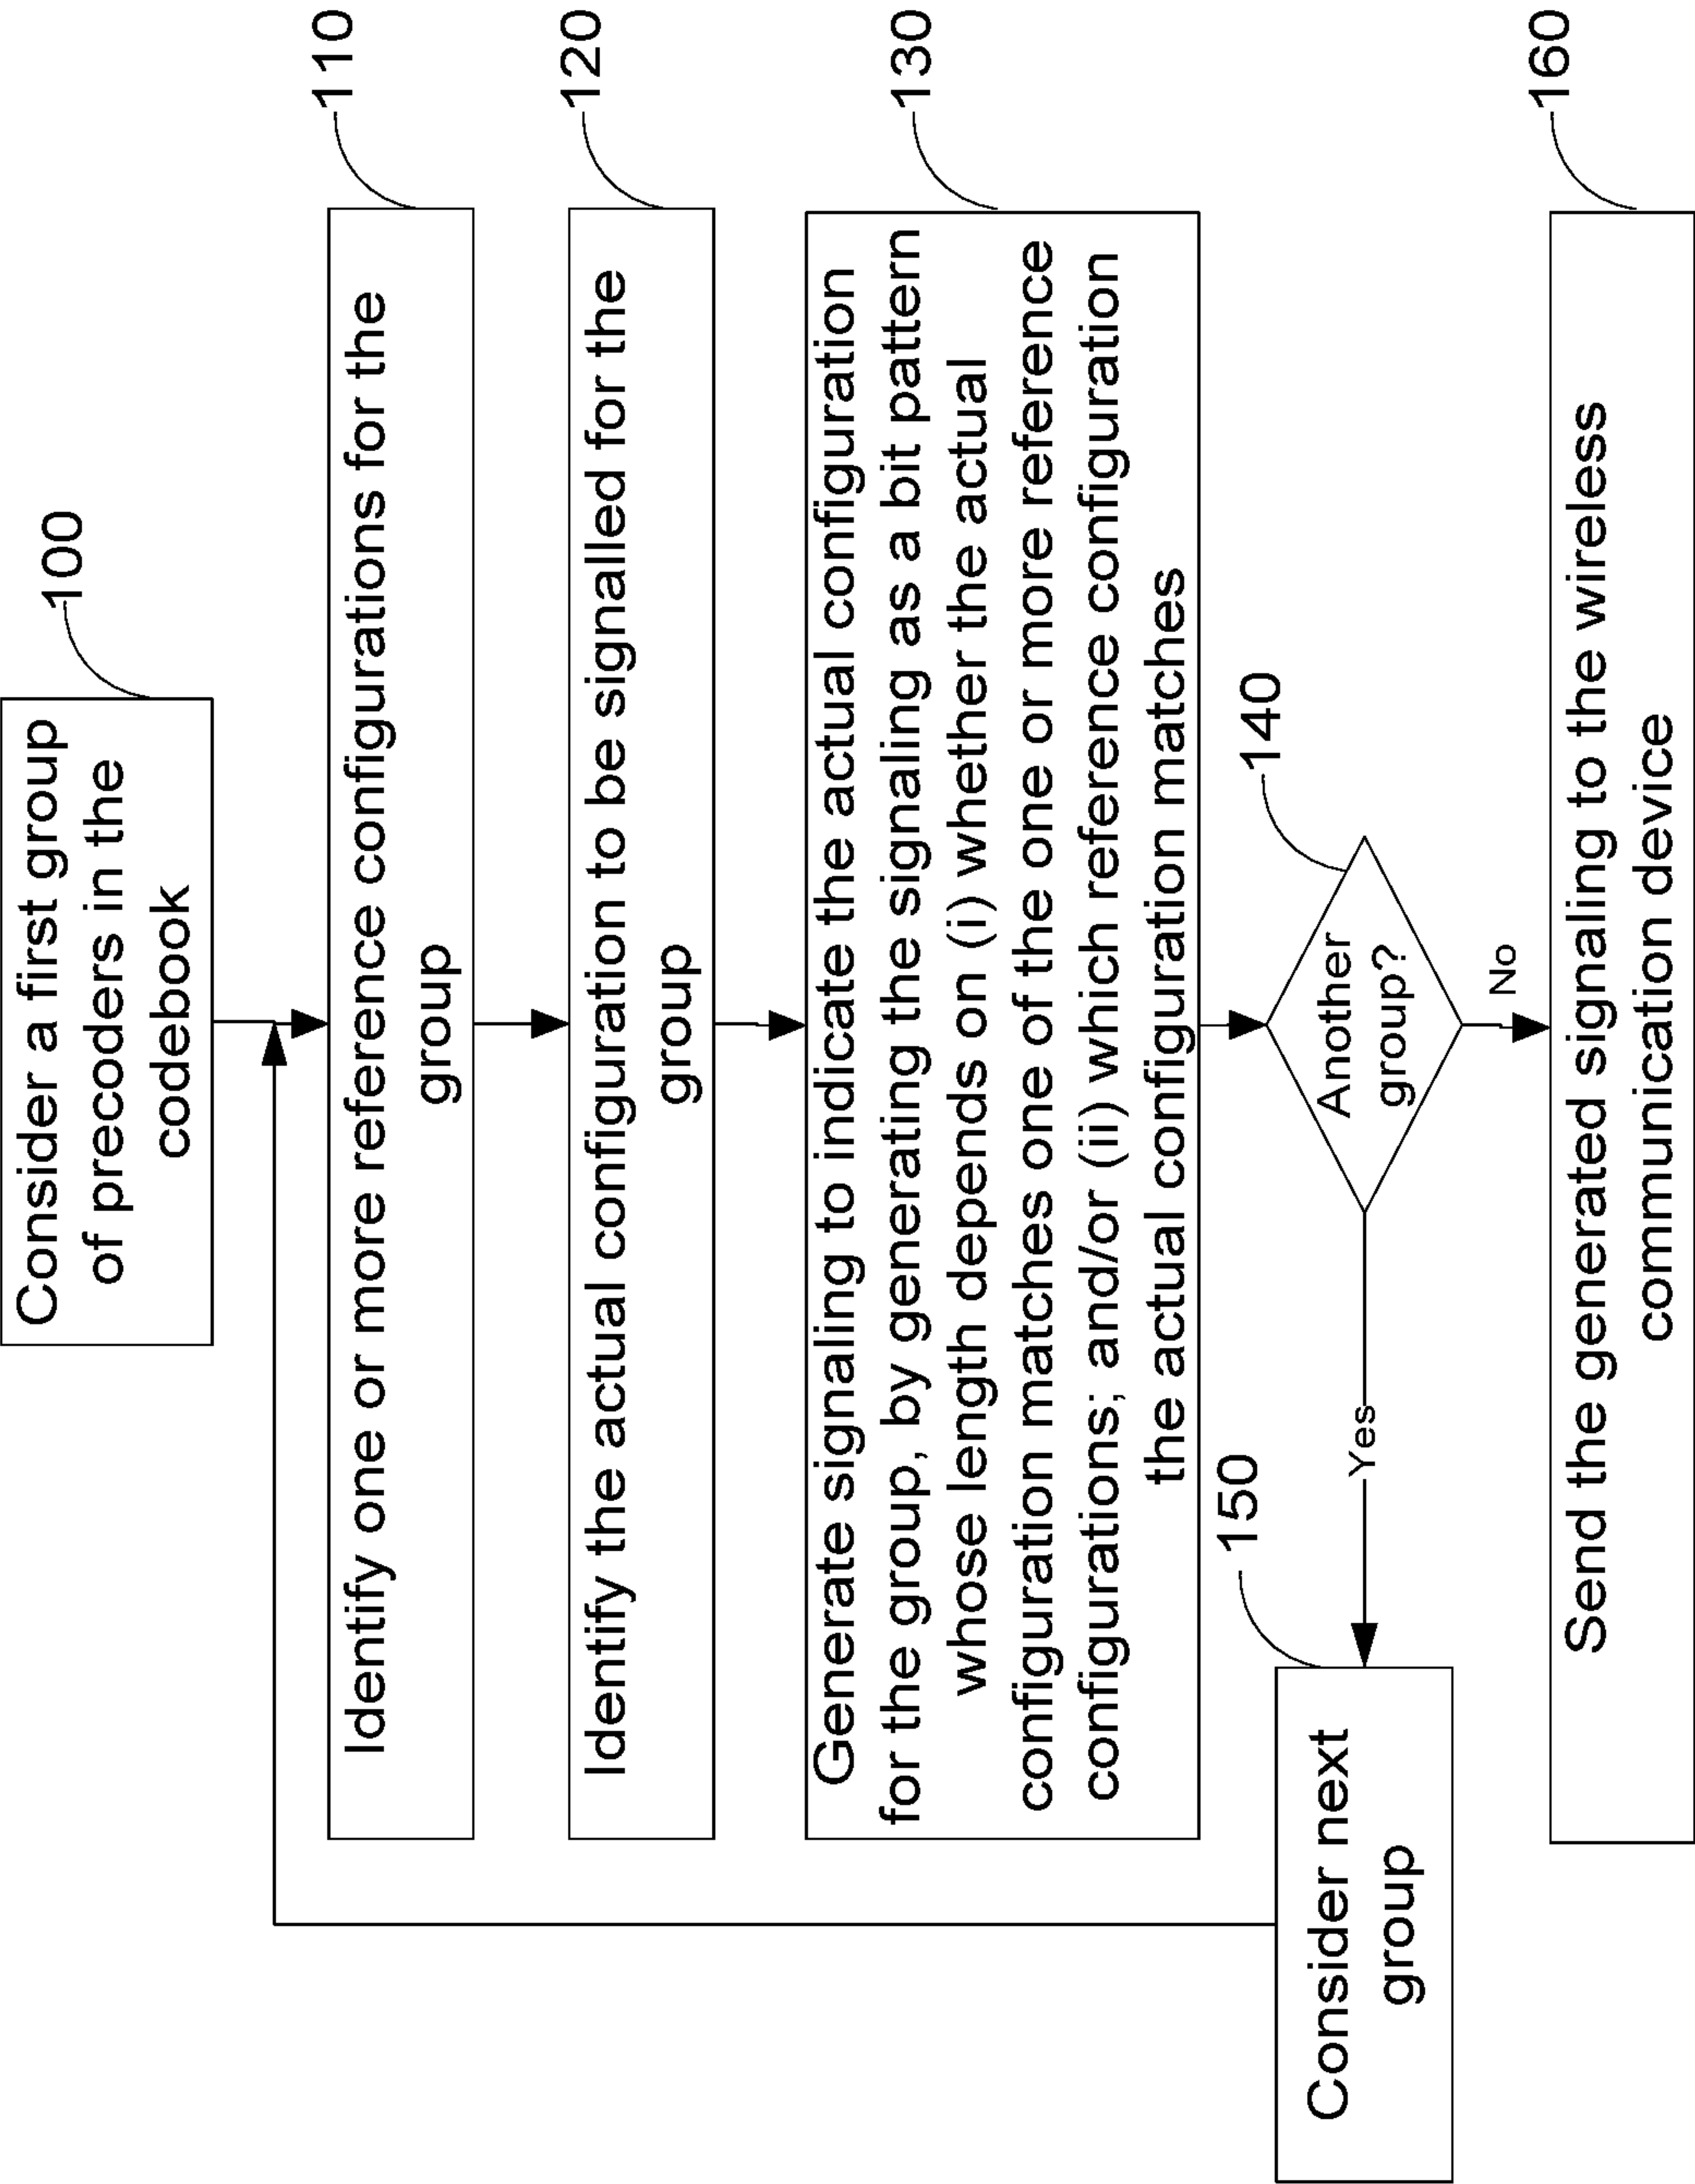 Consider a first group
of precoders in the
codebook
100
Identify one or more reference configurations for the
group
110
Identify the actual configuration to be signalled for the
group
120
Generate signaling to indicate the actual configuration
for the group, by generating the signaling as a bit pattern
whose length depends on (i) whether the actual
configuration matches one of the one or more reference
configurations; and/or (ii) which reference configuration
the actual configuration matches
130
Another
group?
140
Yes
No
Consider next
group
150
Send the generated signaling to the wireless
communication device
160